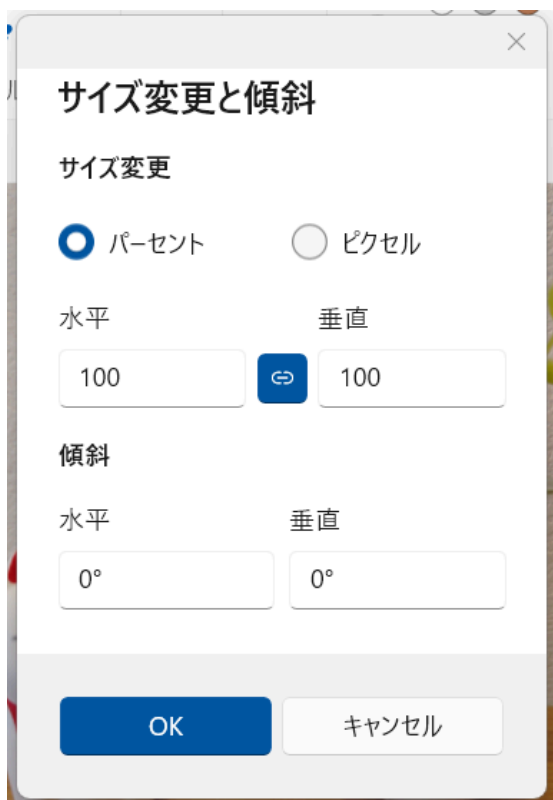 ル
サイズ変更と傾斜
サイズ変更
パーセント ピクセル
水平 垂直
100 100
傾斜
水平 垂直
0° 0°
OK キャンセル